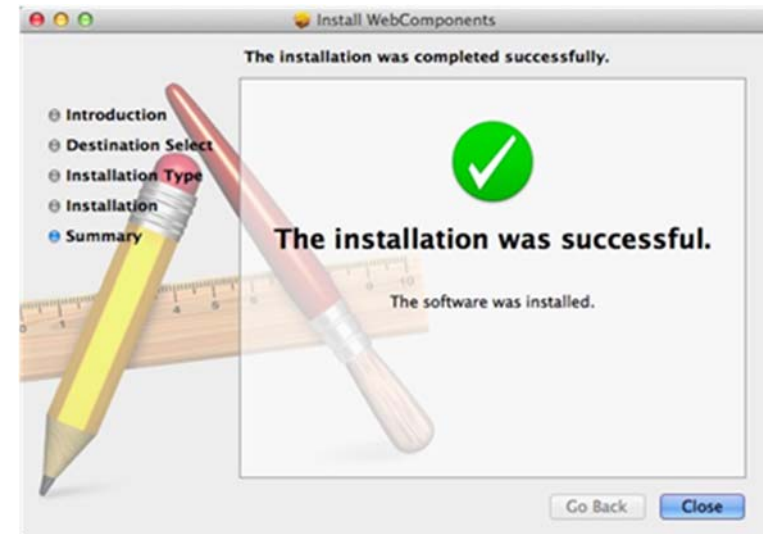 Install WebComponents
The installation was completed successfully.
Introduction
Destination Select
Installation Type
Installation
Summary
The installation was successful.
The software was installed.
Go Back
Close